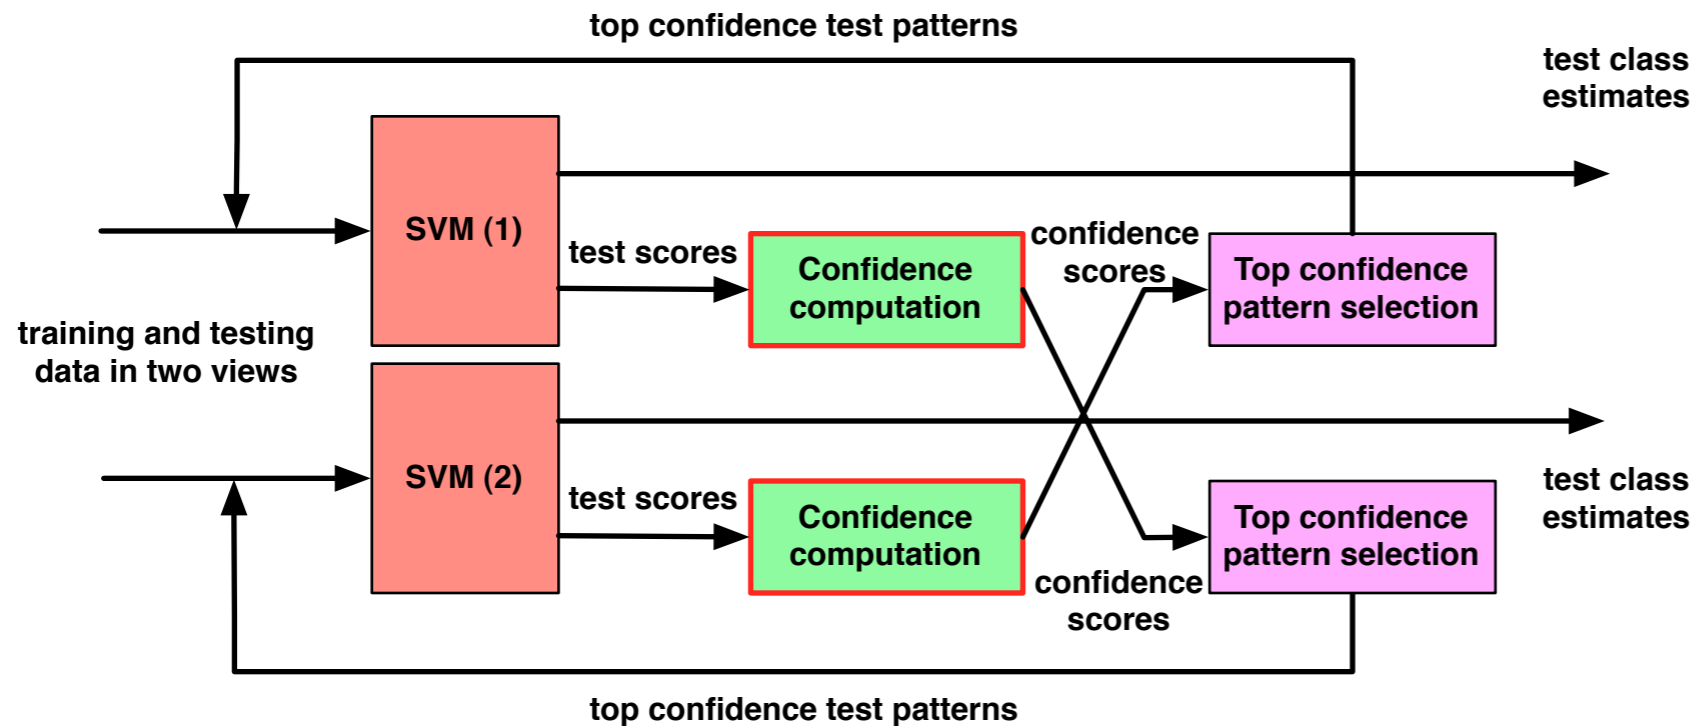 top confidence test patterns
test class
estimates
SVM (1)
test scores
Confidence
computation
confidence
scores
Top confidence
pattern selection
training and testing
data in two views
SVM (2)
test scores
Confidence
computation
confidence
scores
Top confidence
pattern selection
test class
estimates
top confidence test patterns